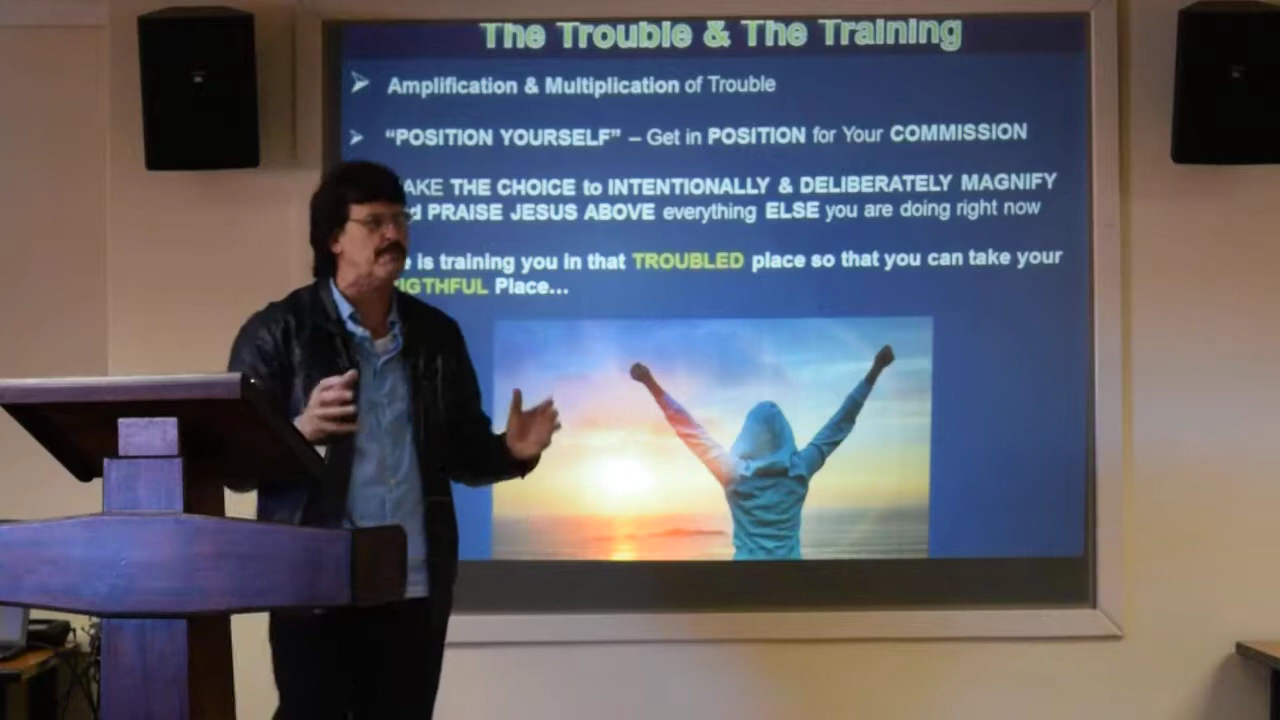 The Trouble & The Training
Amplification & Multiplication of Trouble
“POSITION YOURSELF” – Get in POSITION for Your COMMISSION
AKE THE CHOICE to INTENTIONALLY & DELIBERATELY MAGNIFY
d PRAISE JESUS ABOVE everything ELSE you are doing right now
e is training you in that TROUBLED place so that you can take your
IGTHFUL Place...